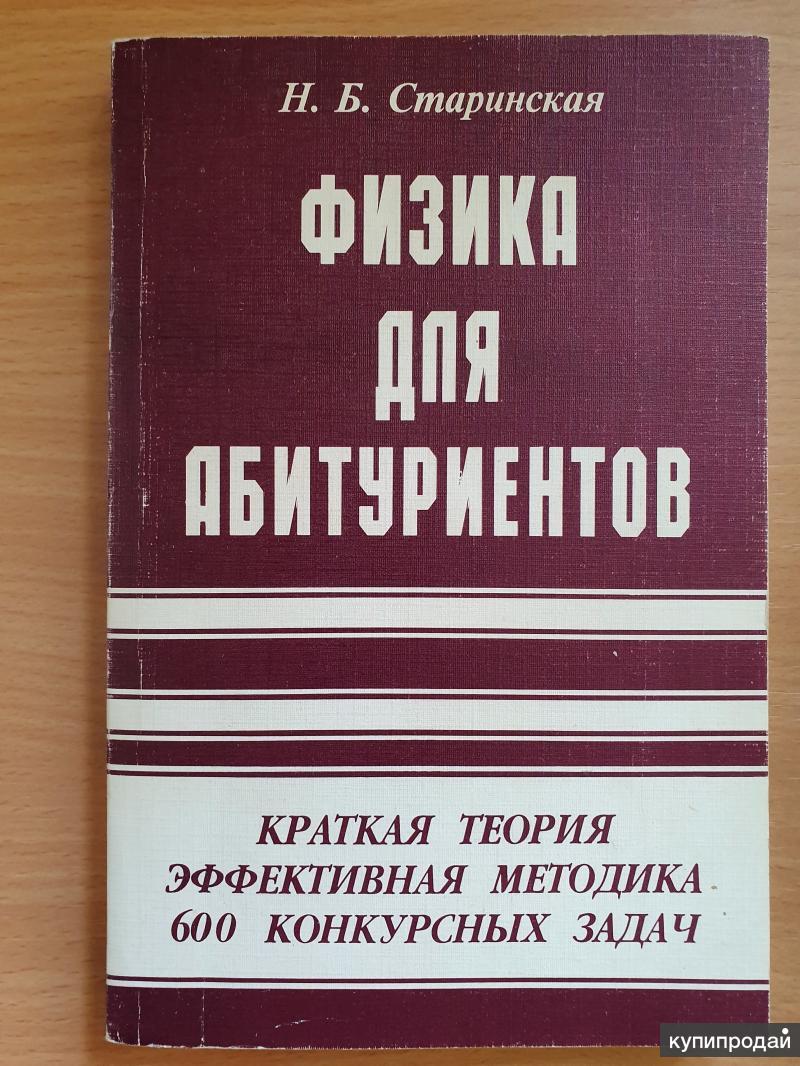 Н. Б. Старинская
ФИЗИКА
ДЛЯ
АБИТУРИЕНТОВ
КРАТКАЯ ТЕОРИЯ
ЭФФЕКТИВНАЯ МЕТОДИКА
600 КОНКУРСНЫХ ЗАДАЧ
купипродай